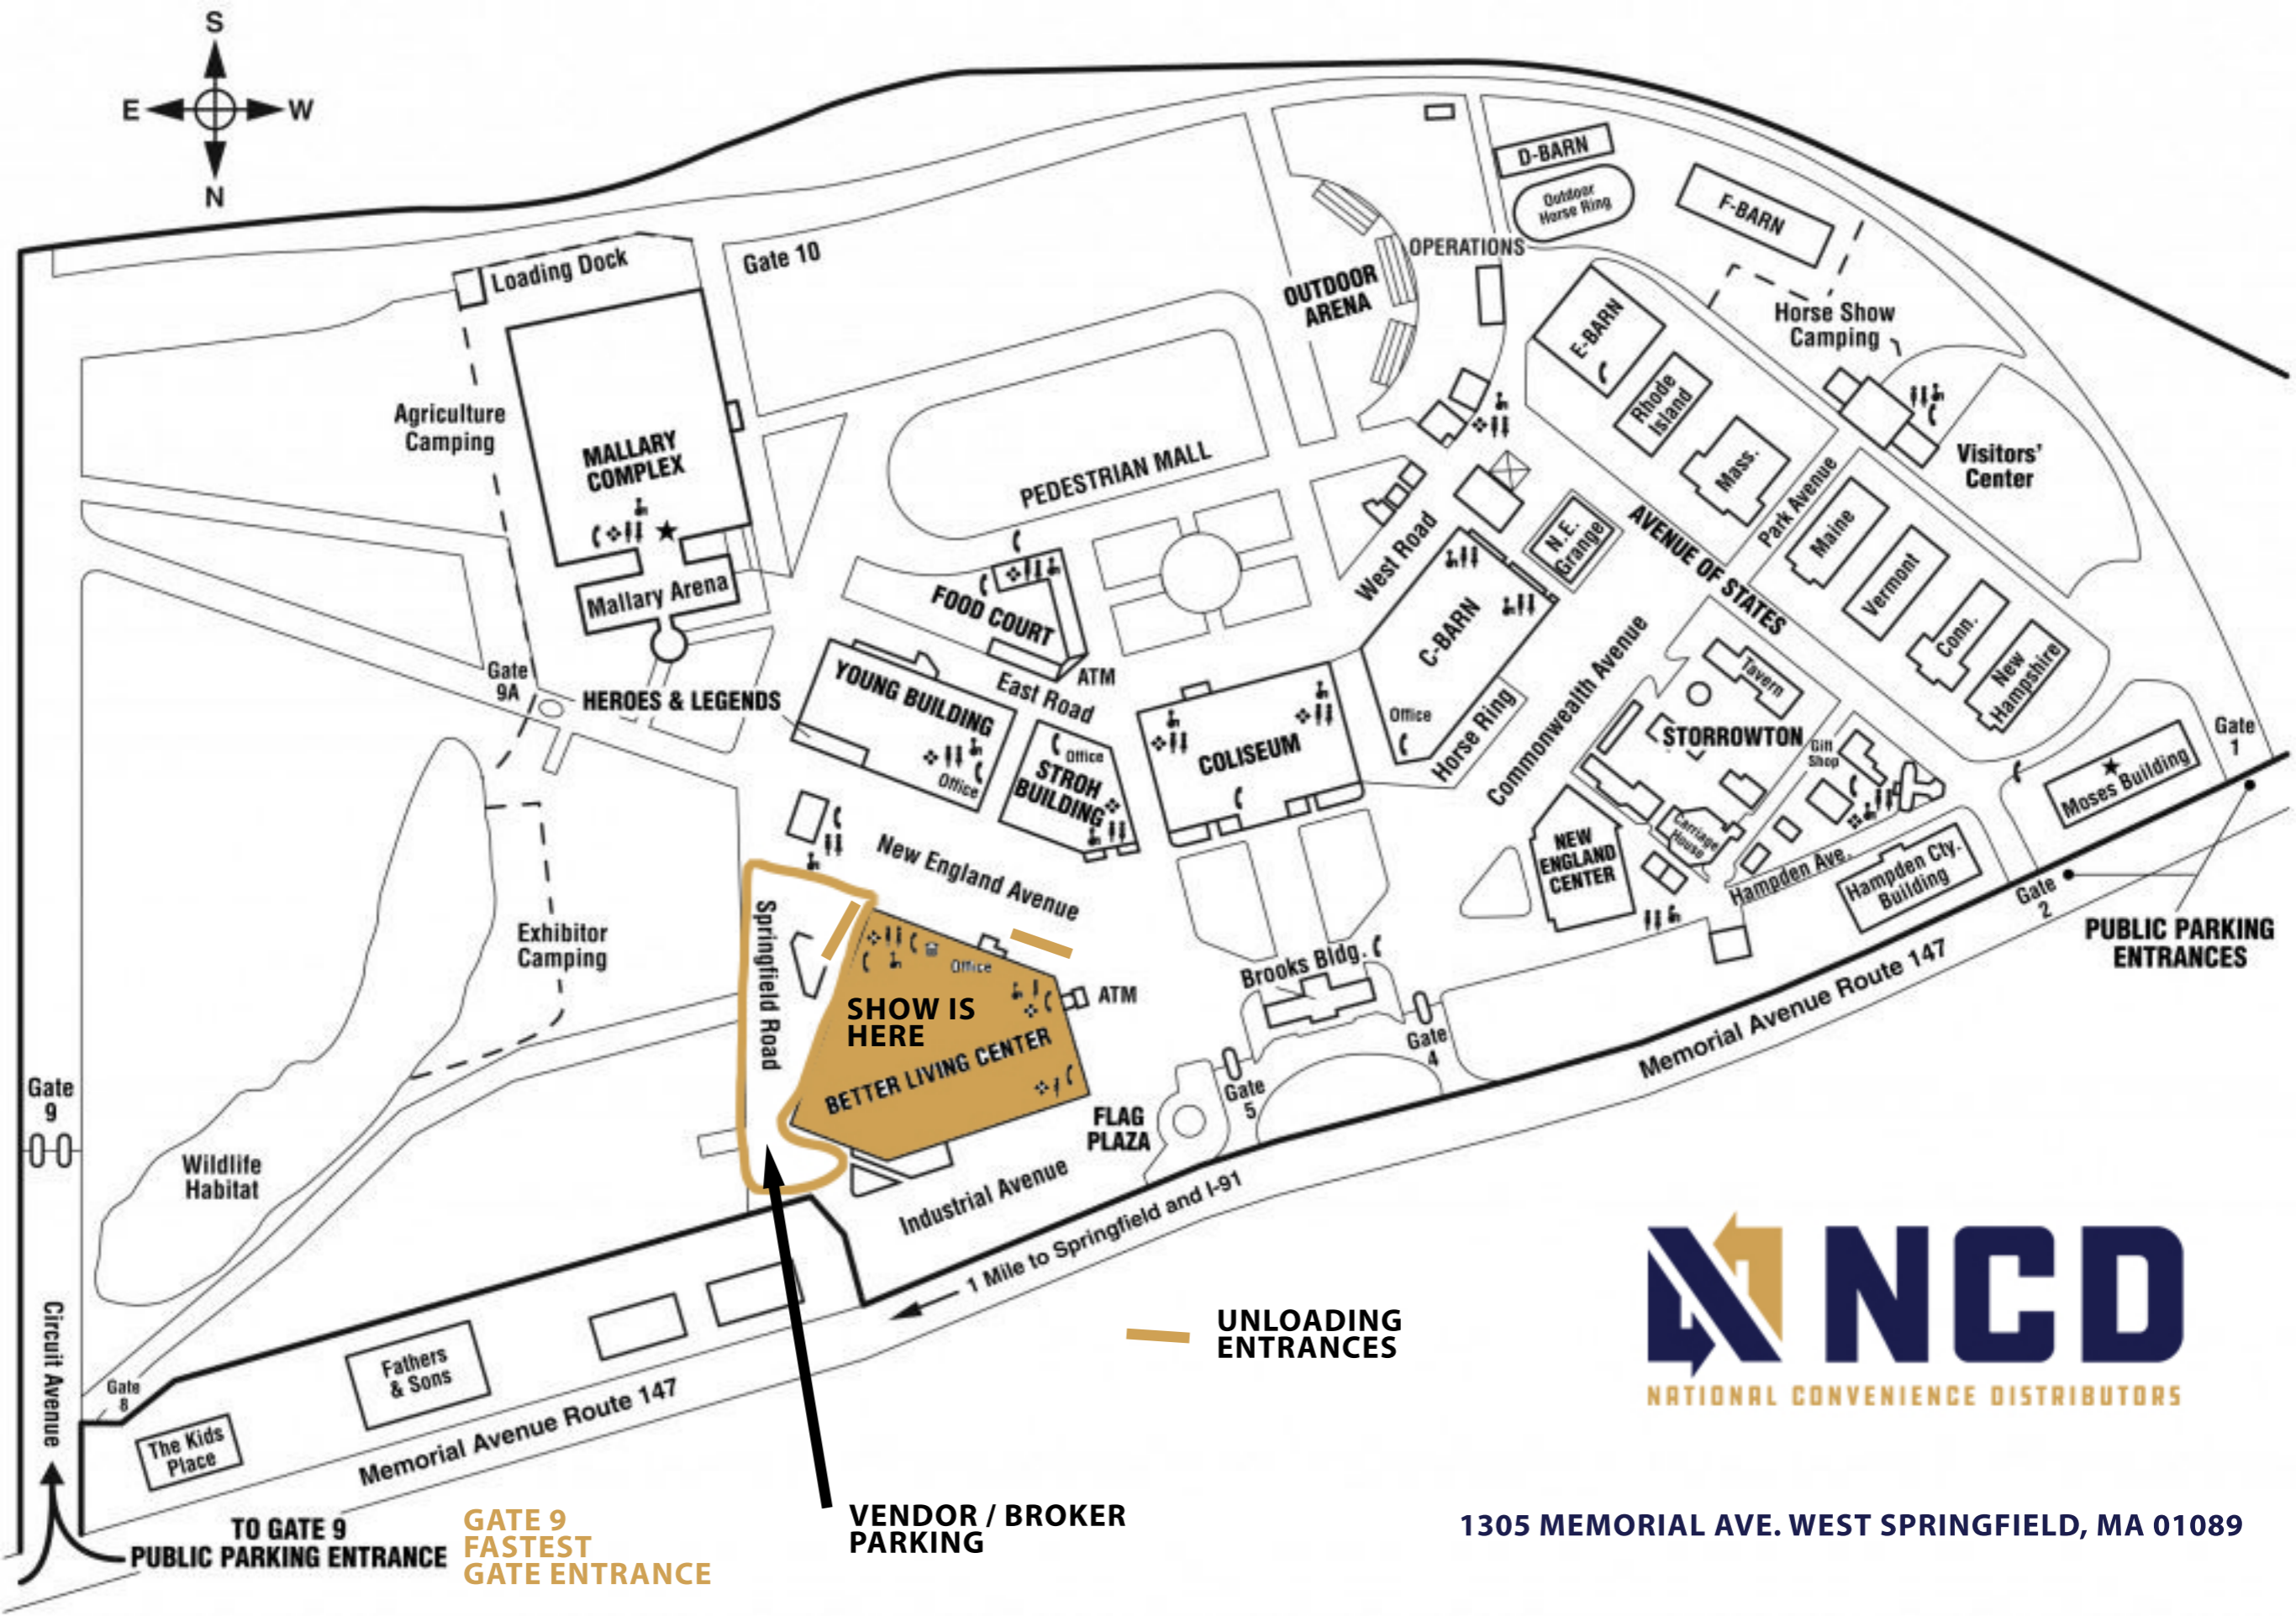 S
E
W
N
Loading Dock
Gate 10
D-BARN
Outdoor
Horse Ring
F-BARN
OPERATIONS
OUTDOOR
ARENA
E-BARN
Horse Show
Camping
Rhode
Island
Agriculture
Camping
MALLARY
COMPLEX
PEDESTRIAN MALL
Mass.
Visitors'
Center
Park Avenue
Maine
Vermont
Conn.
New
Hampshire
AVENUE OF STATES
N.E.
Grange
West Road
C-BARN
Office
Horse Ring
Commonwealth Avenue
Mallary Arena
FOOD COURT
ATM
East Road
Gate
9A
HEROES & LEGENDS
YOUNG BUILDING
Office
Office
STROH
BUILDING
COLISEUM
Tavern
STORROWTON
Gift
Shop
Gate
1
Moses Building
Carriage
House
NEW
ENGLAND
CENTER
Hampden Ave.
Hampden Cty.
Building
Gate
2
PUBLIC PARKING
ENTRANCES
New England Avenue
Springfield Road
Exhibitor
Camping
Office
SHOW IS
HERE
BETTER LIVING CENTER
ATM
Brooks Bldg.
Gate
4
Gate
5
FLAG
PLAZA
Memorial Avenue Route 147
Gate
9
Wildlife
Habitat
Industrial Avenue
1 Mile to Springfield and I-91
Circuit Avenue
Gate
8
Fathers
& Sons
The Kids
Place
Memorial Avenue Route 147
UNLOADING
ENTRANCES
NCD
NATIONAL CONVENIENCE DISTRIBUTORS
TO GATE 9
PUBLIC PARKING ENTRANCE
GATE 9
FASTEST
GATE ENTRANCE
VENDOR / BROKER
PARKING
1305 MEMORIAL AVE. WEST SPRINGFIELD, MA 01089